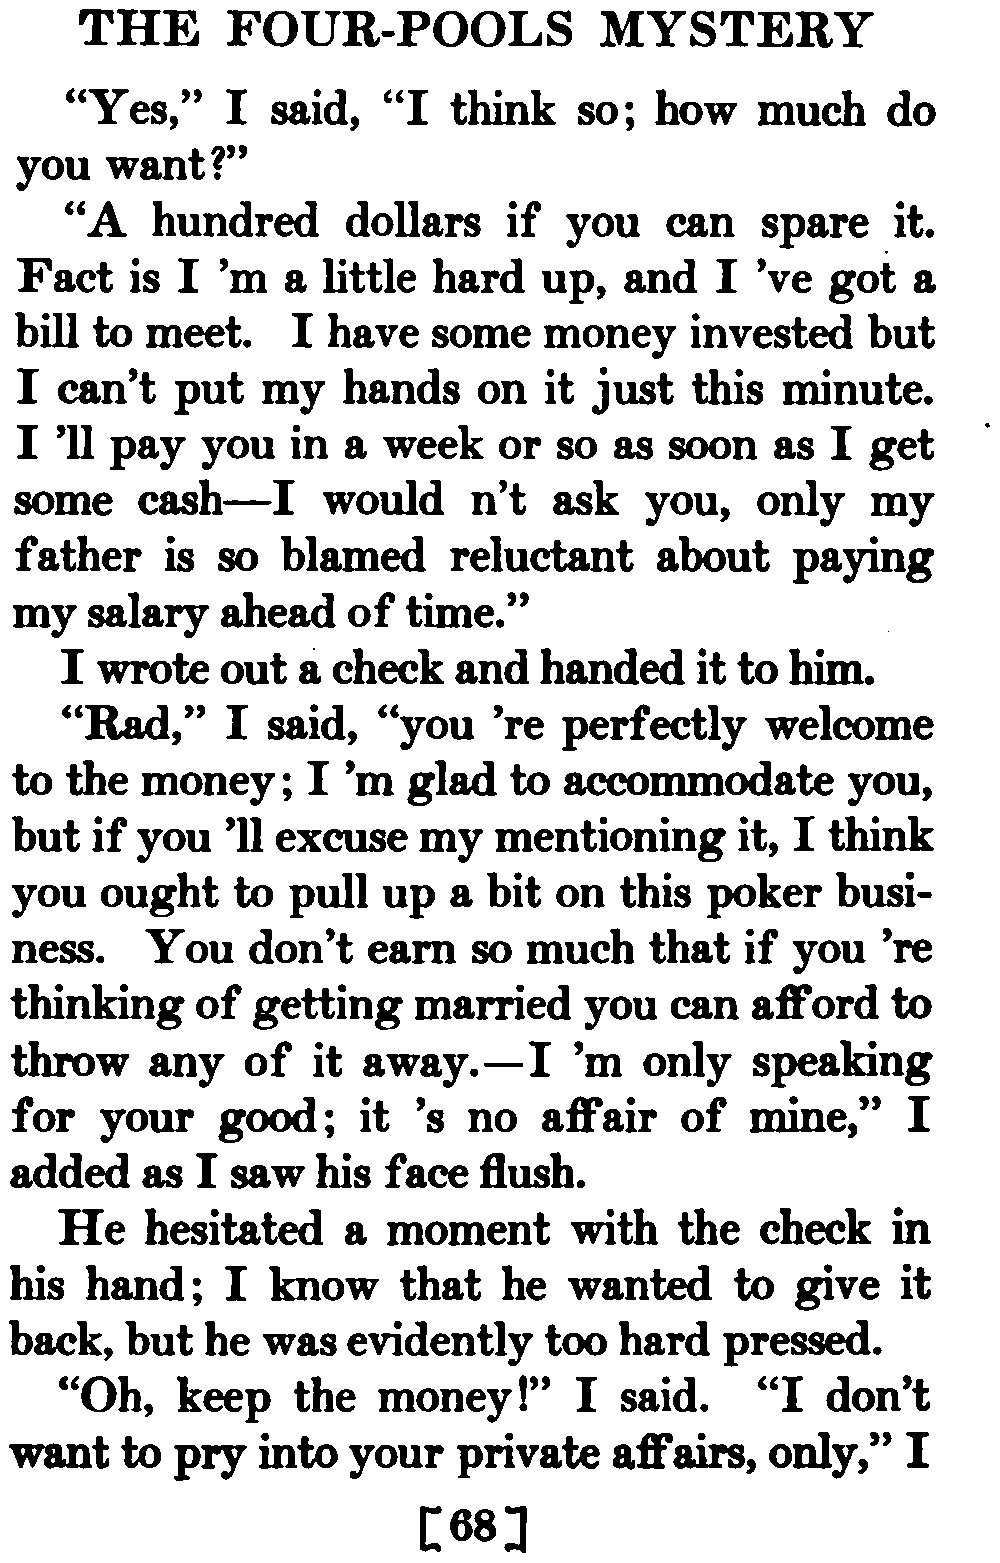 THE FOUR-POOLS MYSTERY
“Yes,” I said, “I think so; how much do
you want?”
“A hundred dollars if you can spare it.
Fact is I ’m a little hard up, and I ’ve got a
bill to meet. I have some money invested but
I can’t put my hands on it just this minute.
I ’ll pay you in a week or so as soon as I get
some cash—I would n’t ask you, only my
father is so blamed reluctant about paying
my salary ahead of time.”
I wrote out a check and handed it to him.
“Rad,” I said, “you ’re perfectly welcome
to the money; I ’m glad to accommodate you,
but if you ’ll excuse my mentioning it, I think
you ought to pull up a bit on this poker busi-
ness. You don’t earn so much that if you ’re
thinking of getting married you can afford to
throw any of it away.—I ’m only speaking
for your good; it ’s no affair of mine,” I
added as I saw his face flush.
He hesitated a moment with the check in
his hand; I know that he wanted to give it
back, but he was evidently too hard pressed.
“Oh, keep the money!” I said. “I don’t
want to pry into your private affairs, only,” I
[68]